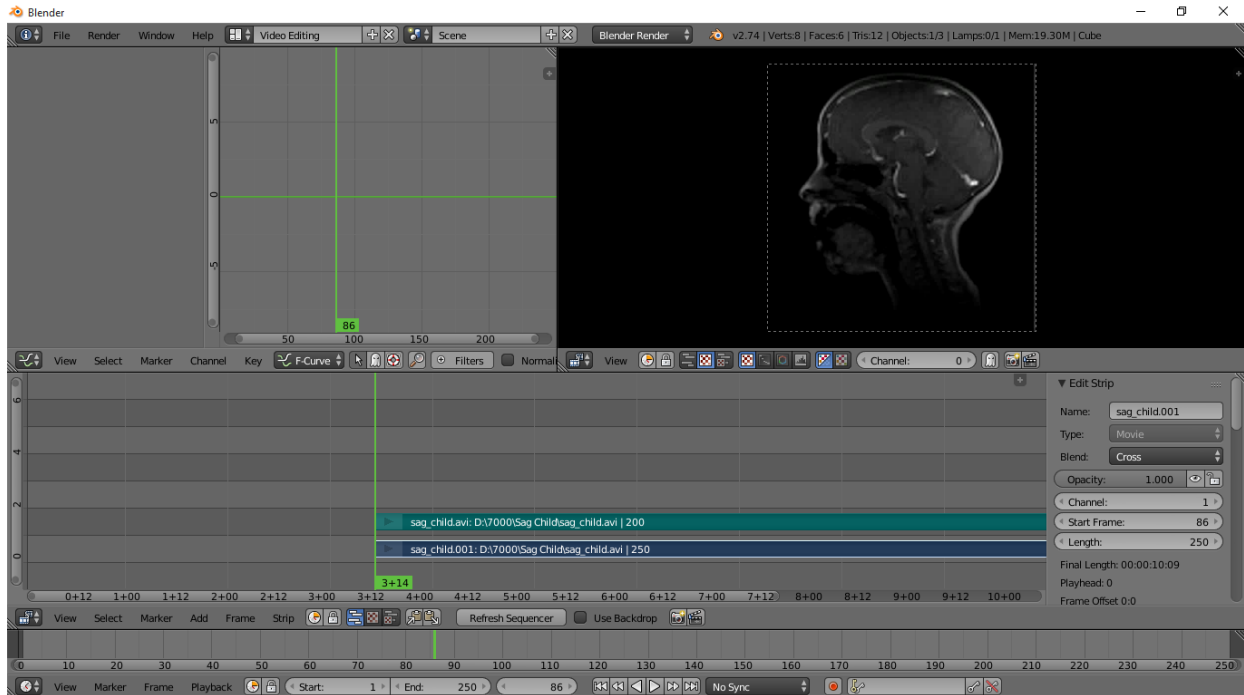 Blender
File Render Window Help Video Editing Scene Blender Render v2.74 | Verts:8 | Faces:6 | Tris:12 | Objects:1/3 | Lamps:0/1 | Mem:19.30M | Cube
5
0
-5
86
50 100 150 200
View Select Marker Channel Key F-Curve Filters Normali
View Channel: 0
6
4
2
0
sag_child.avi: D:\7000\Sag Child\sag_child.avi | 200
sag_child.001: D:\7000\Sag Child\sag_child.avi | 250
3+14
0+12 1+00 1+12 2+00 2+12 3+00 3+12 4+00 4+12 5+00 5+12 6+00 6+12 7+00 7+12 8+00 8+12 9+00 9+12 10+00
Edit Strip
Name: sag_child.001
Type: Movie
Blend: Cross
Opacity: 1.000
Channel: 1
Start Frame: 86
Length: 250
Final Length: 00:00:10:09
Playhead: 0
Frame Offset 0:0
View Select Marker Add Frame Strip Refresh Sequencer Use Backdrop
0 10 20 30 40 50 60 70 80 90 100 110 120 130 140 150 160 170 180 190 200 210 220 230 240 250
View Marker Frame Playback Start: 1 End: 250 86 No Sync